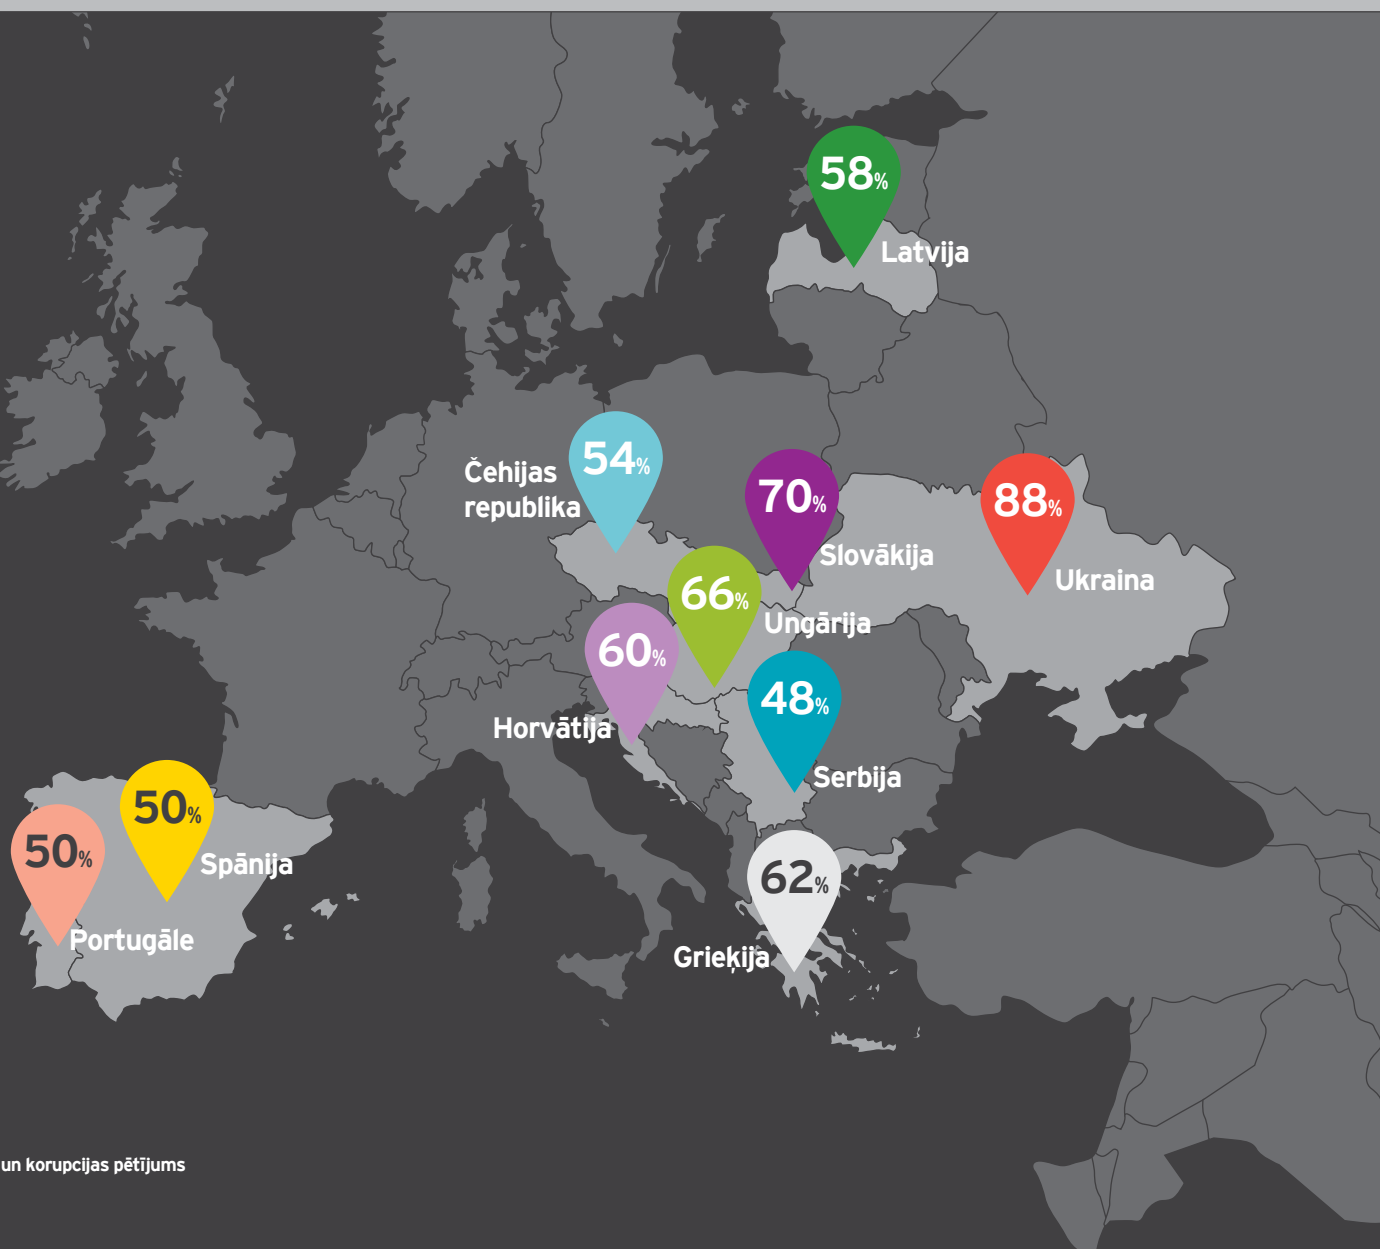 58%
Latvija
54%
Čehijas
republika
70%
Slovākija
88%
Ukraina
66%
Ungārija
60%
Horvātija
48%
Serbija
50%
Spānija
50%
Portugāle
62%
Grieķija
un korupcijas pētījums